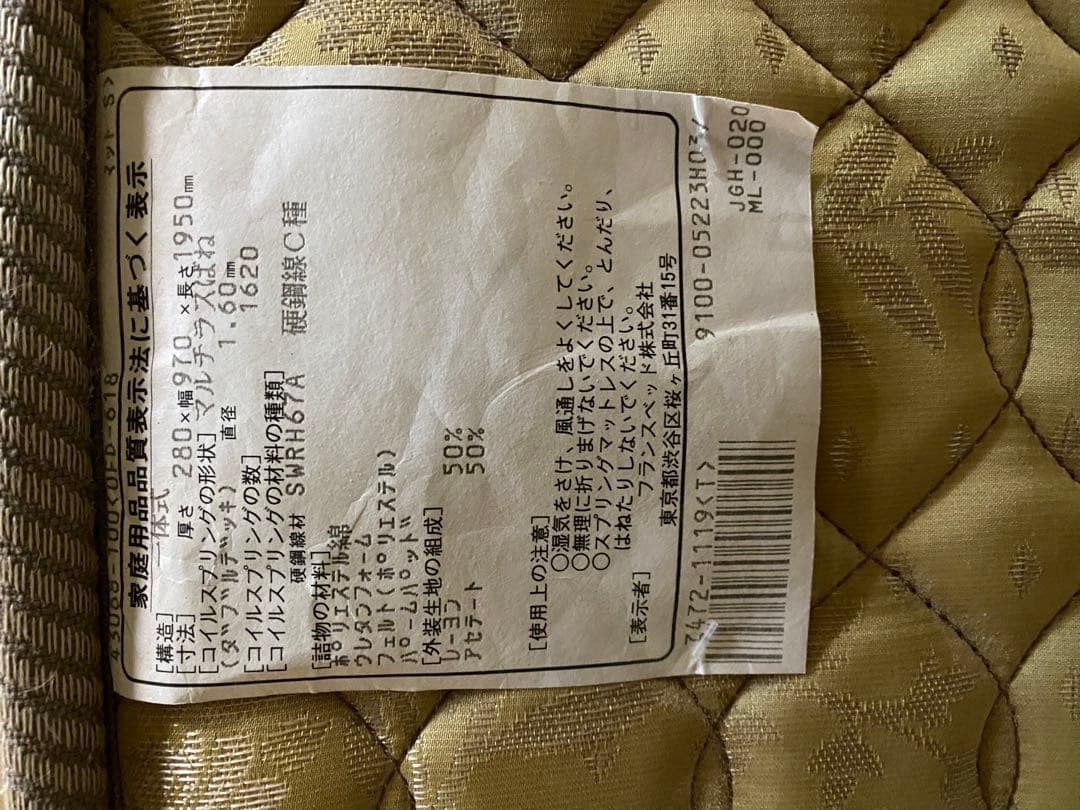 43088-100<OFD-618 マット S>
家庭用品品質表示法に基づく表示
[構造] 一体式
[寸法] 厚さ 280×幅970×長さ1950㎜
[コイルスプリングの形状] マルチラスばね
(ダブルデッキ) 直径 1.60㎜
[コイルスプリングの数] 1620
[コイルスプリングの材料の種類]
硬鋼線材 SWRH67A 硬鋼線C種
[詰物の材料]
ポリエステル綿
ウレタンフォーム
フェルト(ポリエステル)
パームパッド
[外装生地の組成]
レーヨン 50%
アセテート 50%
[使用上の注意]
○湿気をさけ、風通しをよくしてください。
○無理に折りまげないでください。
○スプリングマットレスの上で、とんだり、
はねたりしないでください。
[表示者] フランスベッド株式会社
東京都渋谷区桜ヶ丘町31番15号
7472-11119<T> 9100-05223H03/
JGH-020
ML-000